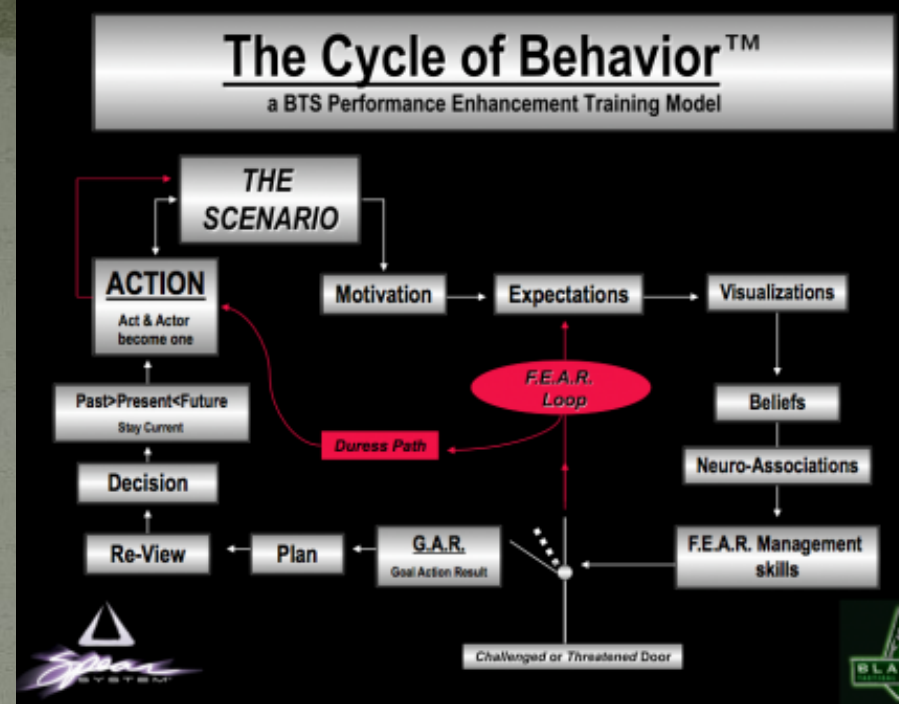 The Cycle of Behavior™
a BTS Performance Enhancement Training Model
THE
SCENARIO
ACTION
Act & Actor
become one
Motivation
Expectations
Visualizations
F.E.A.R.
Loop
Past>Present<Future
Stay Current
Beliefs
Duress Path
Neuro-Associations
Decision
Re-View
Plan
G.A.R.
Goal Action Result
F.E.A.R. Management
skills
Challenged or Threatened Door
Spear
SYSTEM